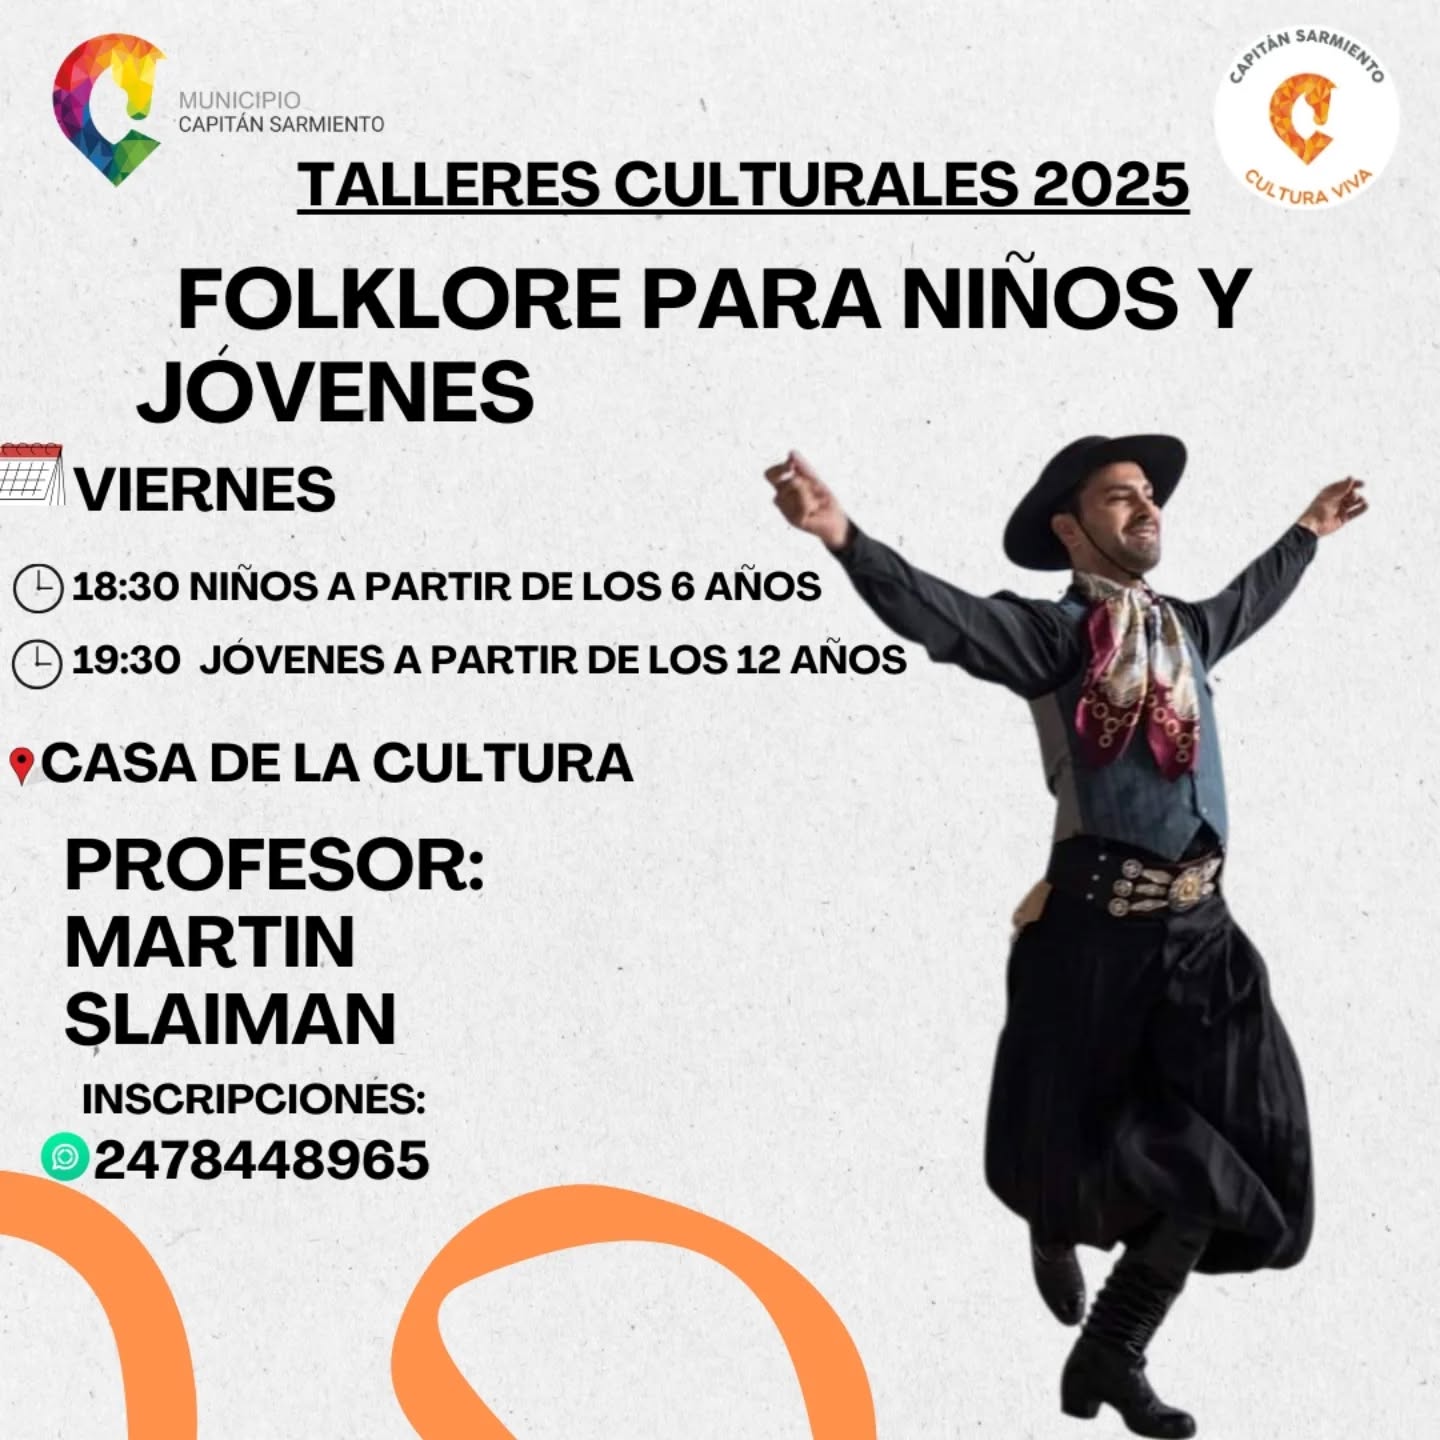 MUNICIPIO
CAPITÁN SARMIENTO
CAPITÁN SARMIENTO
CULTURA VIVA
TALLERES CULTURALES 2025
FOLKLORE PARA NIÑOS Y
JÓVENES
VIERNES
18:30 NIÑOS A PARTIR DE LOS 6 AÑOS
19:30 JÓVENES A PARTIR DE LOS 12 AÑOS
CASA DE LA CULTURA
PROFESOR:
MARTIN
SLAIMAN
INSCRIPCIONES:
2478448965